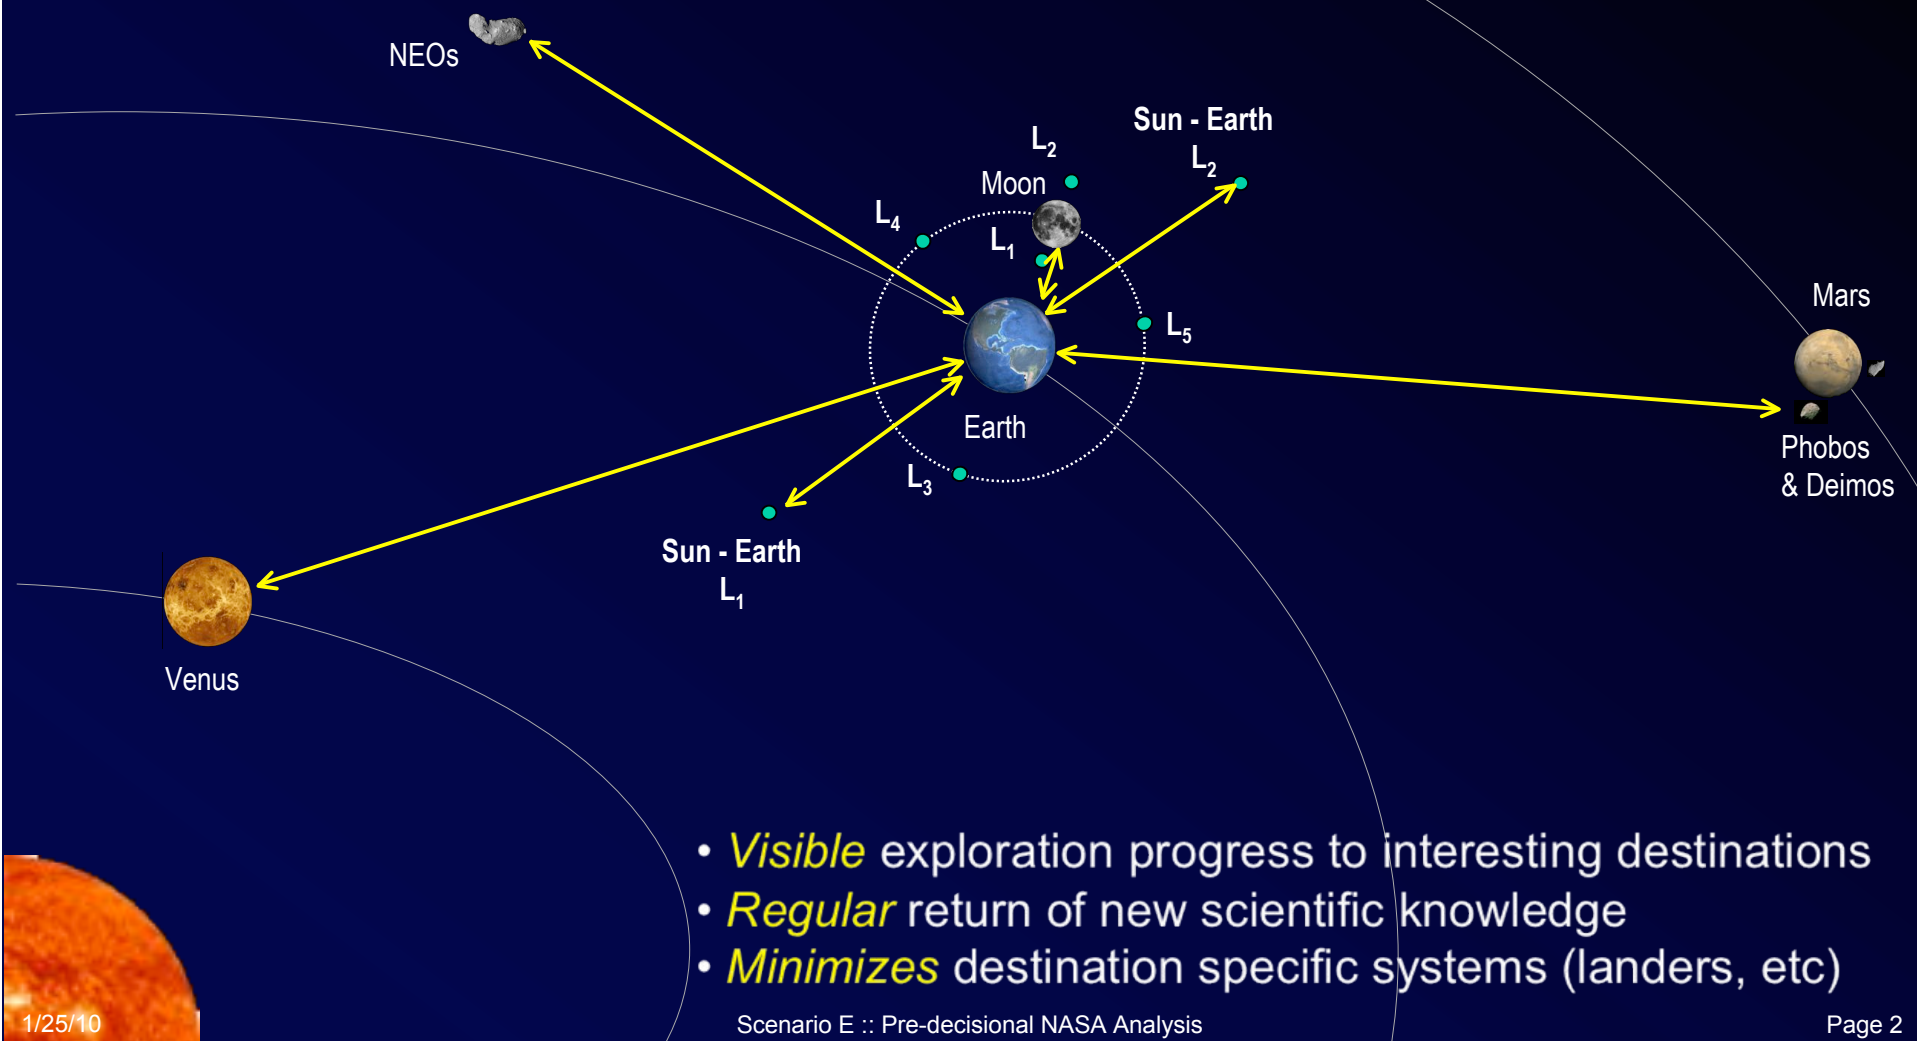 NEOs
Sun - Earth
L2
L2
Moon
L4
L1
Mars
L5
Earth
Phobos
& Deimos
L3
Sun - Earth
L1
Venus
• Visible exploration progress to interesting destinations
• Regular return of new scientific knowledge
• Minimizes destination specific systems (landers, etc)
1/25/10
Scenario E :: Pre-decisional NASA Analysis
Page 2